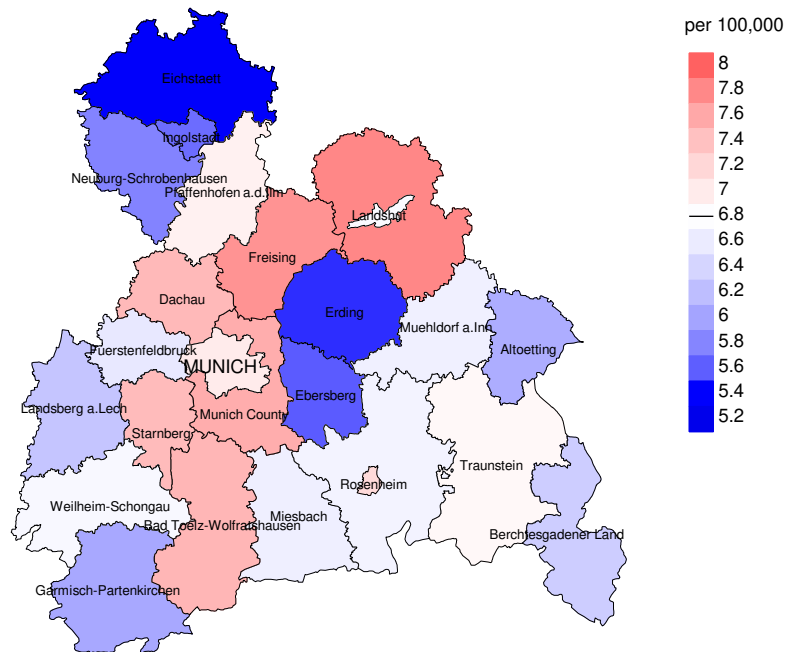 per 100,000
8
7.8
7.6
7.4
7.2
7
6.8
6.6
6.4
6.2
6
5.8
5.6
5.4
5.2
Eichstaett
Ingolstadt
Neuburg-Schrobenhausen
Pfaffenhofen a.d.Ilm
Landshut
Freising
Dachau
Erding
Muehldorf a.Inn
Altoetting
Fuerstenfeldbruck
MUNICH
Ebersberg
Landsberg a.Lech
Munich County
Starnberg
Traunstein
Rosenheim
Weilheim-Schongau
Miesbach
Bad Toelz-Wolfratshausen
Berchtesgadener Land
Garmisch-Partenkirchen